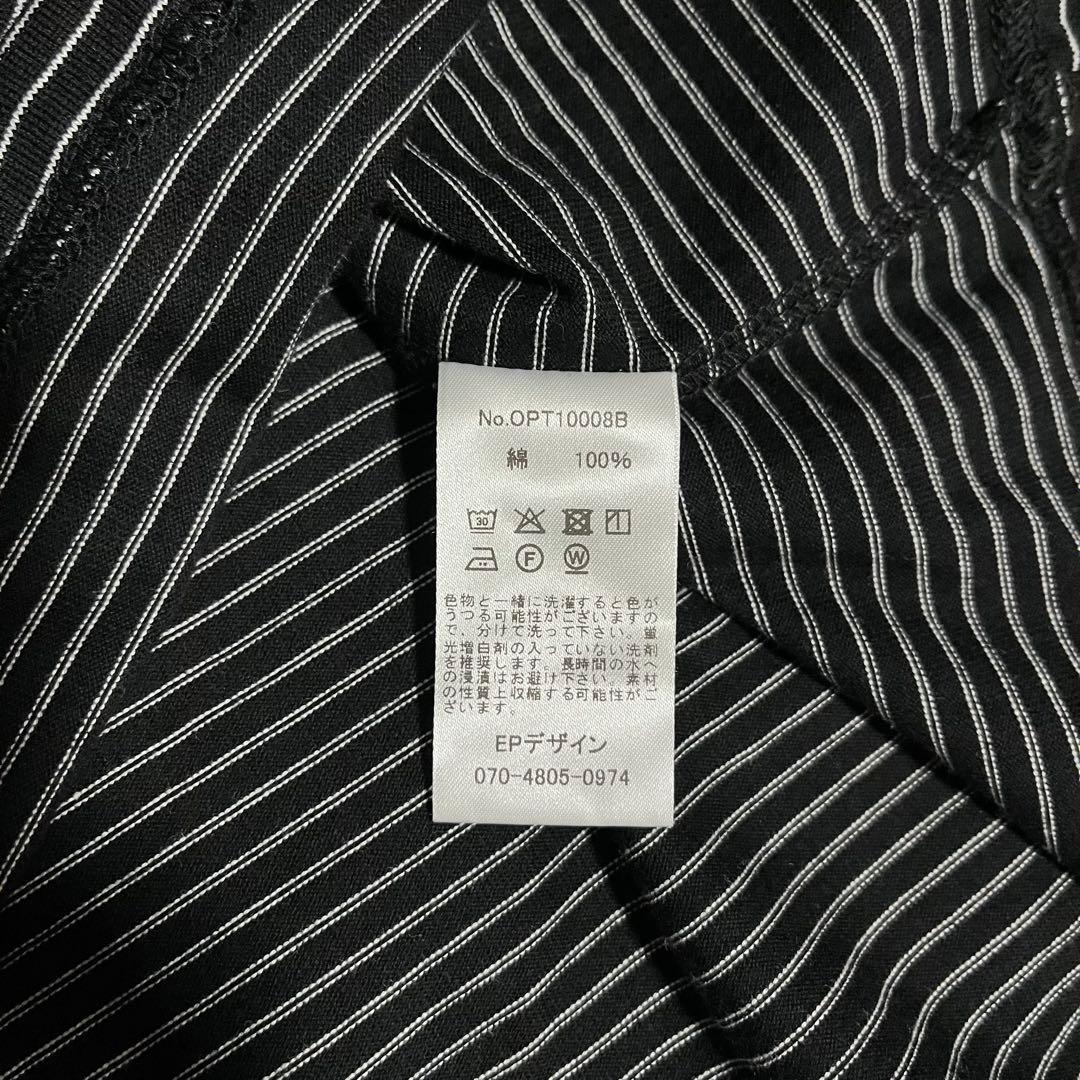 No.OPT10008B
綿 100%
30
F W
色物と一緒に洗濯すると色が
うつる可能性がございますの
で、分けて洗って下さい。蛍
光増白剤の入っていない洗剤
を推奨します。長時間の水へ
の浸漬はお避け下さい。素材
の性質上収縮する可能性がご
ざいます。
EPデザイン
070-4805-0974